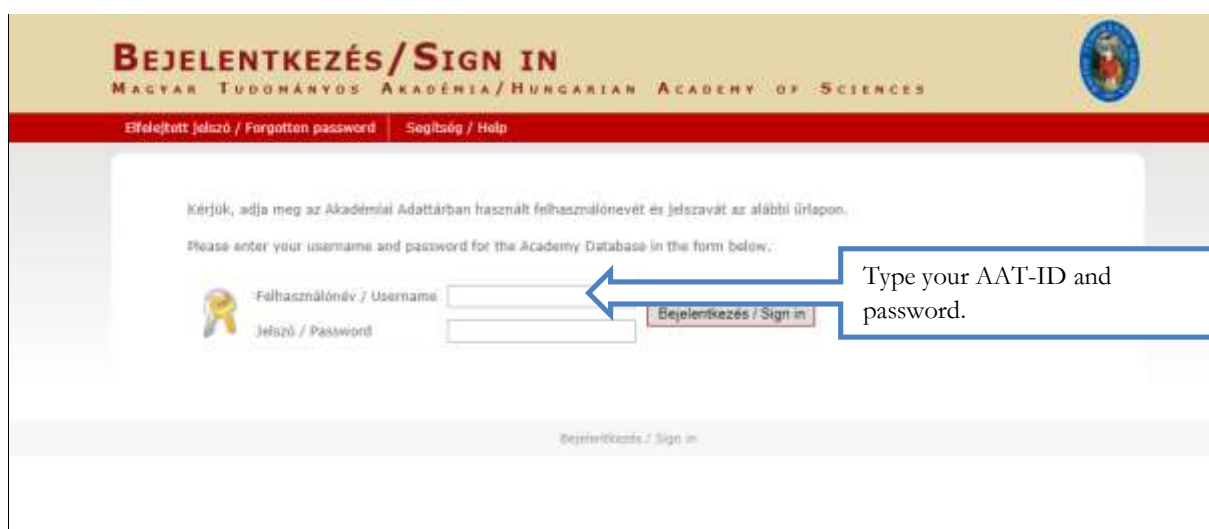 BEJELENTKEZÉS/SIGN IN
MAGYAR TUDOMÁNYOS AKADÉMIA/HUNGARIAN ACADEMY OF SCIENCES
Elfelejtett jelszó / Forgotten password Segítség / Help
Kérjük, adja meg az Akadémiai Adattárban használt felhasználónevét és jelszavát az alábbi űrlapon.
Please enter your username and password for the Academy Database in the form below.
Type your AAT-ID and
password.
Felhasználónév / Username
Bejelentkezés / Sign in
Jelszó / Password
Bejelentkezés / Sign in